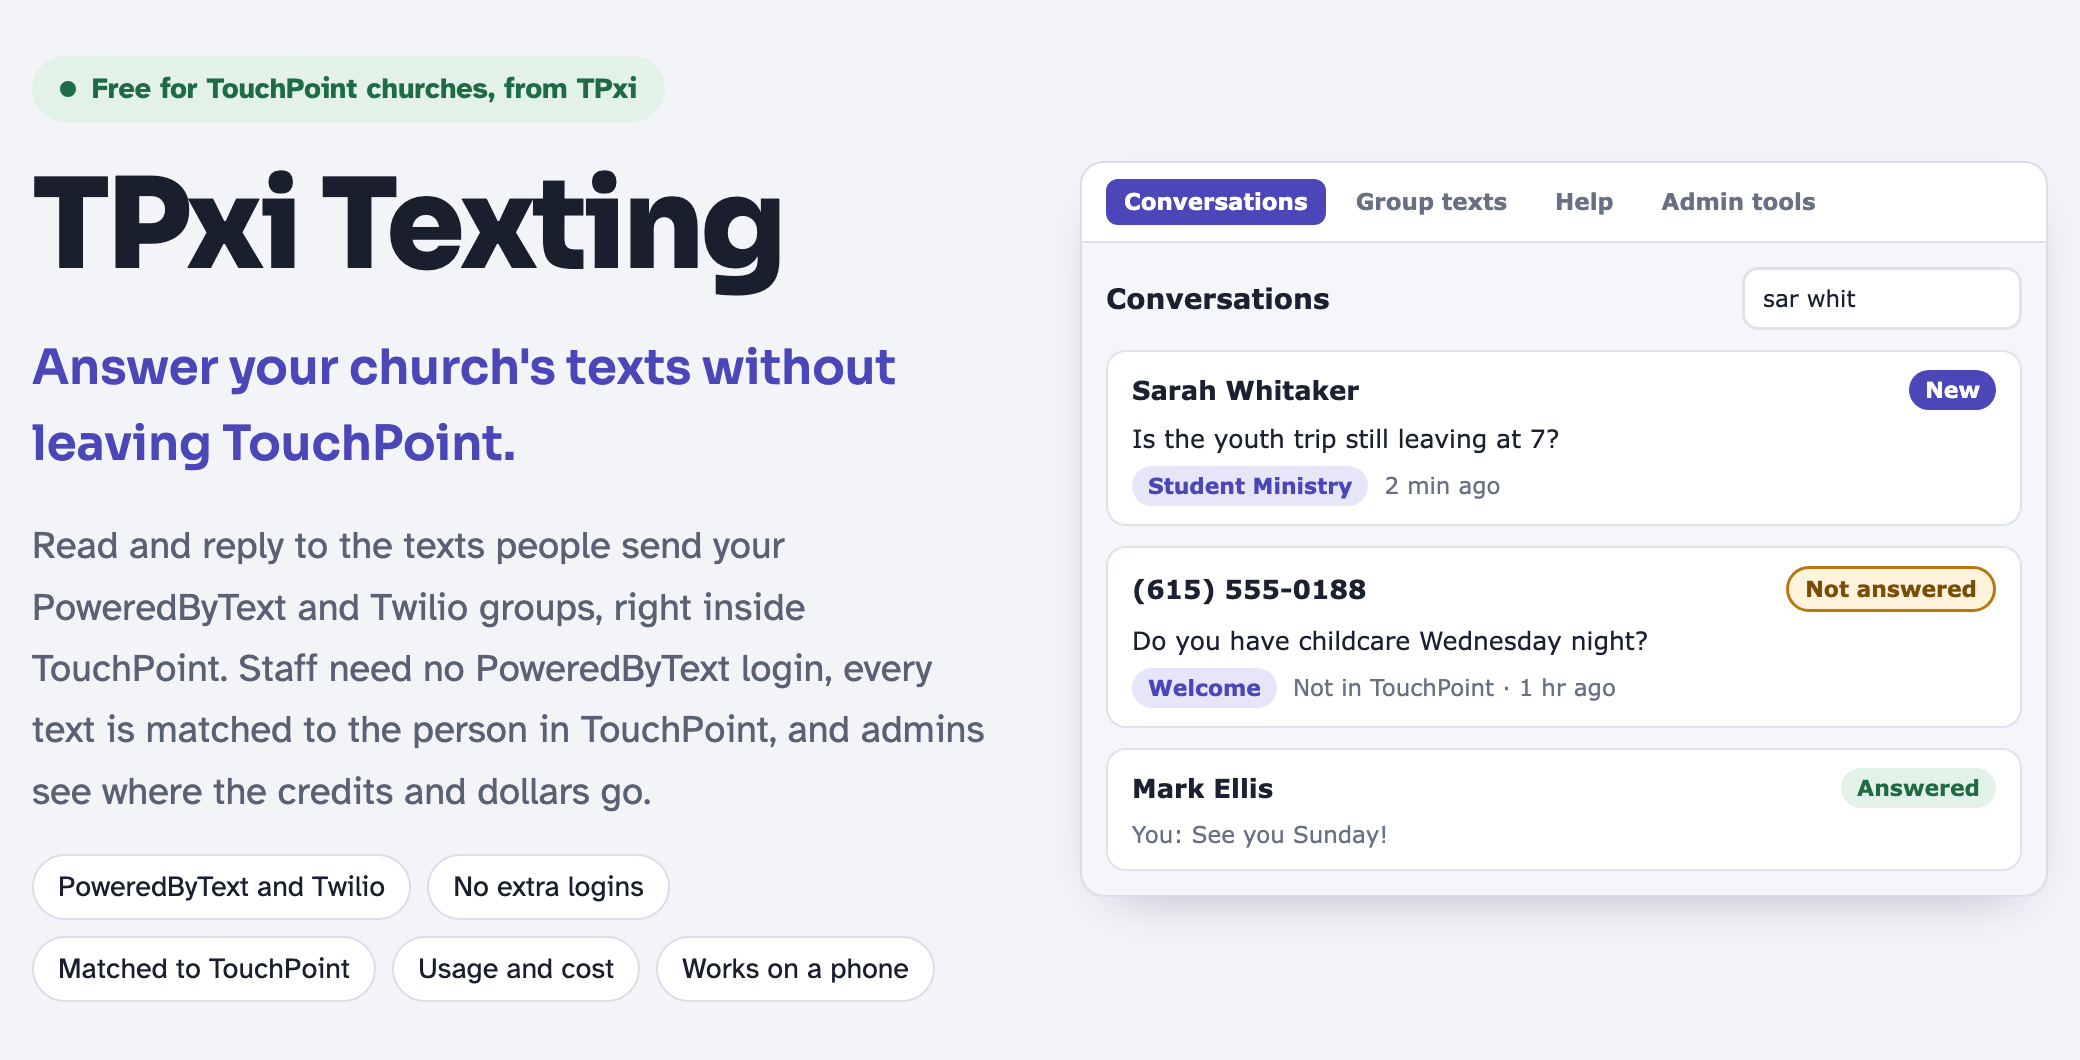 Free for TouchPoint churches, from TPxi
TPxi Texting
Answer your church's texts without
leaving TouchPoint.
Read and reply to the texts people send your
PoweredByText and Twilio groups, right inside
TouchPoint. Staff need no PoweredByText login, every
text is matched to the person in TouchPoint, and admins
see where the credits and dollars go.
PoweredByText and Twilio
No extra logins
Matched to TouchPoint
Usage and cost
Works on a phone
Conversations
Group texts
Help
Admin tools
Conversations
sar whit
Sarah Whitaker
New
Is the youth trip still leaving at 7?
Student Ministry
2 min ago
(615) 555-0188
Not answered
Do you have childcare Wednesday night?
Welcome
Not in TouchPoint · 1 hr ago
Mark Ellis
Answered
You: See you Sunday!